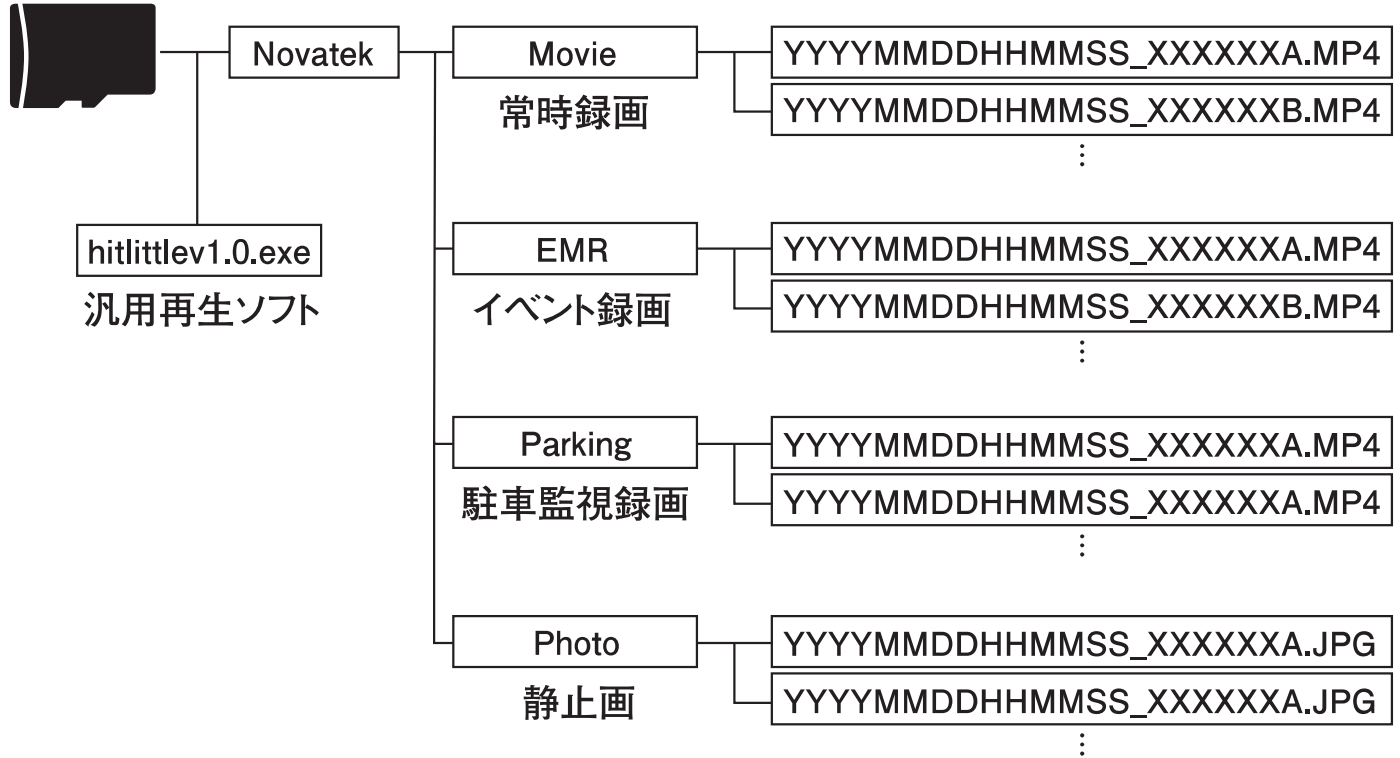 Novatek
hitlittlev1.0.exe
汎用再生ソフト
Movie
常時録画
YYYYMMDDHHMMSS_XXXXXXA.MP4
YYYYMMDDHHMMSS_XXXXXXB.MP4
⋮
EMR
イベント録画
YYYYMMDDHHMMSS_XXXXXXA.MP4
YYYYMMDDHHMMSS_XXXXXXB.MP4
⋮
Parking
駐車監視録画
YYYYMMDDHHMMSS_XXXXXXA.MP4
YYYYMMDDHHMMSS_XXXXXXA.MP4
⋮
Photo
静止画
YYYYMMDDHHMMSS_XXXXXXA.JPG
YYYYMMDDHHMMSS_XXXXXXA.JPG
⋮